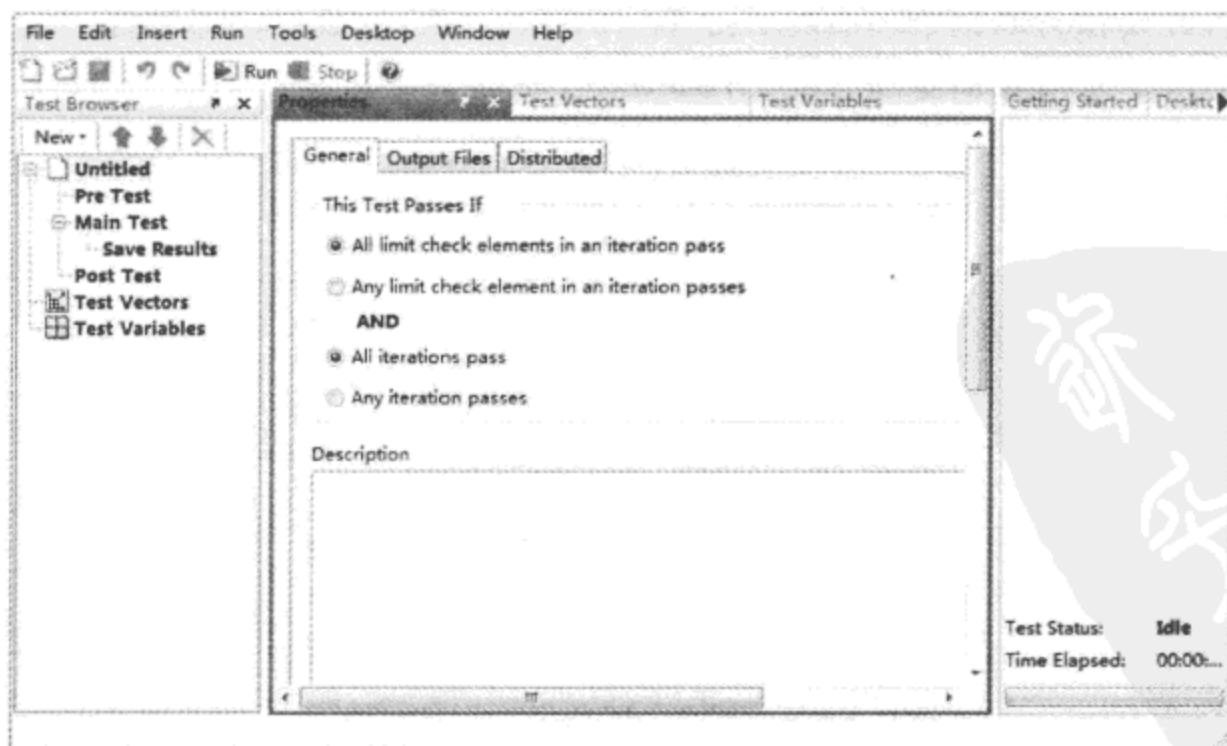 File Edit Insert Run Tools Desktop Window Help
Run Stop
Test Browser
Properties
Test Vectors
Test Variables
Getting Started
New
General
Output Files
Distributed
Untitled
Pre Test
Main Test
Save Results
Post Test
Test Vectors
Test Variables
This Test Passes If
All limit check elements in an iteration pass
Any limit check element in an iteration passes
AND
All iterations pass
Any iteration passes
Description
Test Status: Idle
Time Elapsed: 00:00:...